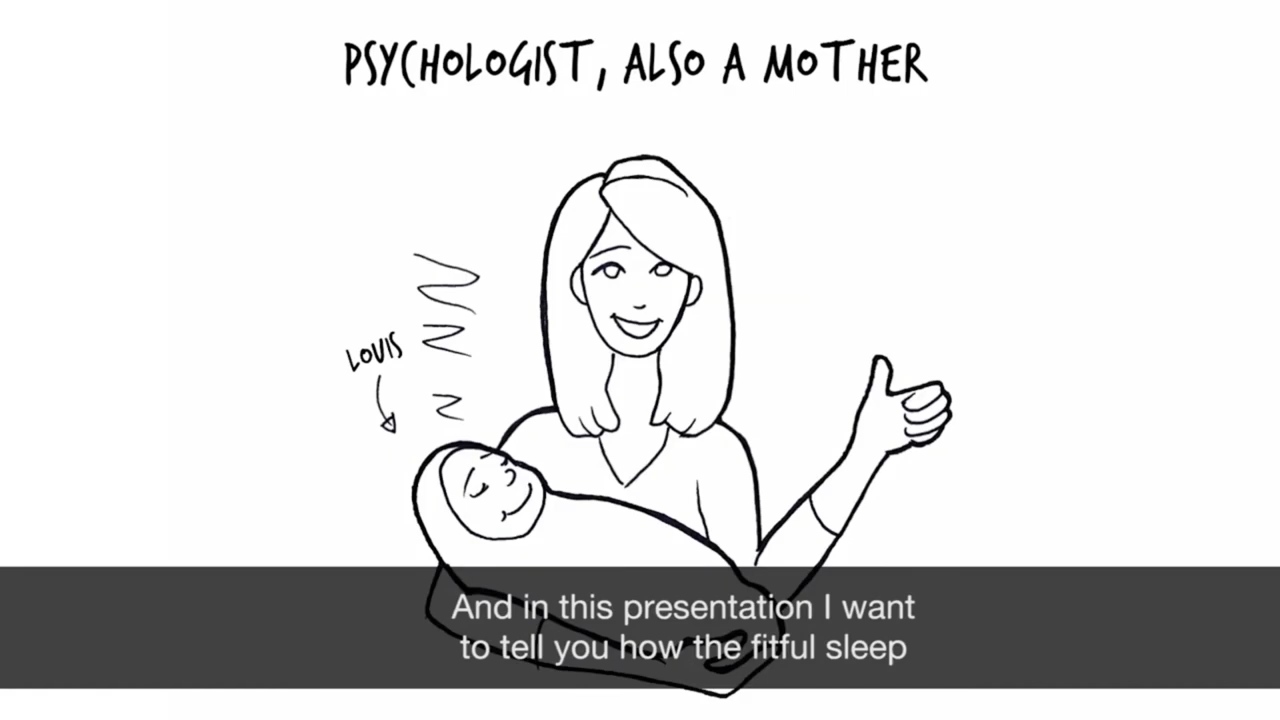 PSYCHOLOGIST, ALSO A MOTHER
LOUIS
And in this presentation I want
to tell you how the fitful sleep